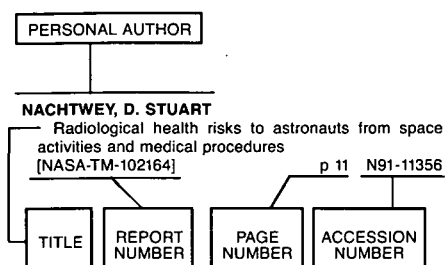 PERSONAL AUTHOR
NACHTWEY, D. STUART
Radiological health risks to astronauts from space
activities and medical procedures
[NASA-TM-102164] p 11 N91-11356
TITLE REPORT NUMBER PAGE NUMBER ACCESSION NUMBER